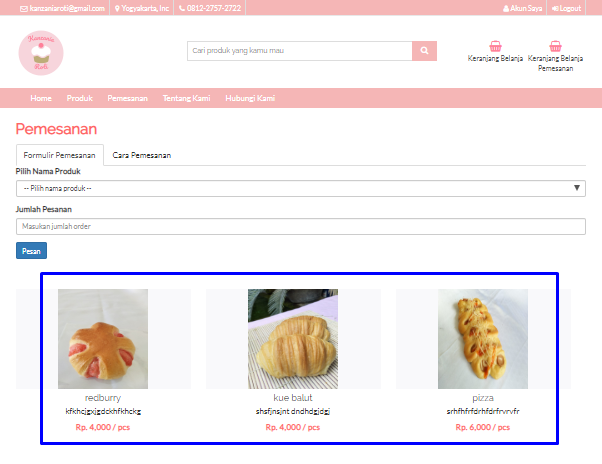 kanzaniaroti@gmail.com Yogyakarta, Inc 0812-2757-2722 Akun Saya Logout
Kanzania
Roti
Cari produk yang kamu mau
Keranjang Belanja
Keranjang Belanja Pemesanan
Home Produk Pemesanan Tentang Kami Hubungi Kami
Pemesanan
Formulir Pemesanan Cara Pemesanan
Pilih Nama Produk
-- Pilih nama produk --
Jumlah Pesanan
Masukan jumlah order
Pesan
redburry kue balut pizza
kfkhcjgxjgdckhfkhckg shsfjnsjnt dndhdgjdgj srhfhfrfdrhfdrfrvrvfr
Rp. 4,000 / pcs Rp. 4,000 / pcs Rp. 6,000 / pcs